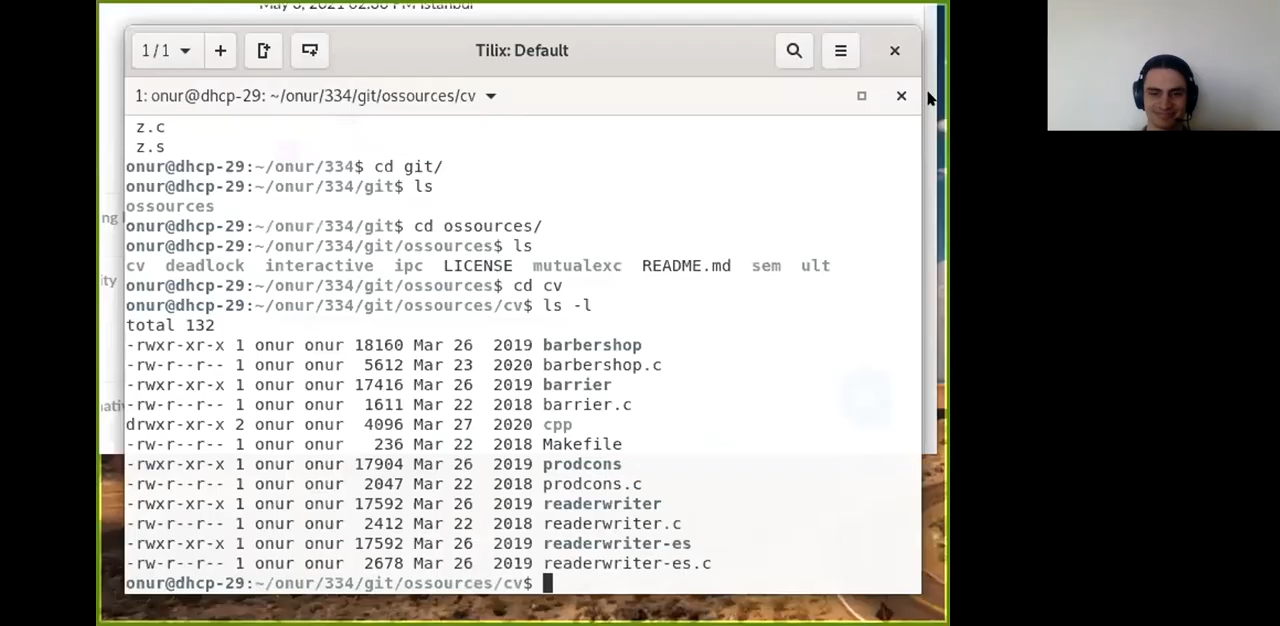 May 3, 2021 02:30 PM Istanbul
1 / 1
Tilix: Default
1: onur@dhcp-29: ~/onur/334/git/ossources/cv
z.c
z.s
onur@dhcp-29:~/onur/334$ cd git/
onur@dhcp-29:~/onur/334/git$ ls
ossources
onur@dhcp-29:~/onur/334/git$ cd ossources/
onur@dhcp-29:~/onur/334/git/ossources$ ls
cv deadlock interactive ipc LICENSE mutualexc README.md sem ult
onur@dhcp-29:~/onur/334/git/ossources$ cd cv
onur@dhcp-29:~/onur/334/git/ossources/cv$ ls -l
total 132
-rwxr-xr-x 1 onur onur 18160 Mar 26 2019 barbershop
-rw-r--r-- 1 onur onur 5612 Mar 23 2020 barbershop.c
-rwxr-xr-x 1 onur onur 17416 Mar 26 2019 barrier
-rw-r--r-- 1 onur onur 1611 Mar 22 2018 barrier.c
drwxr-xr-x 2 onur onur 4096 Mar 27 2020 cpp
-rw-r--r-- 1 onur onur 236 Mar 22 2018 Makefile
-rwxr-xr-x 1 onur onur 17904 Mar 26 2019 prodcons
-rw-r--r-- 1 onur onur 2047 Mar 22 2018 prodcons.c
-rwxr-xr-x 1 onur onur 17592 Mar 26 2019 readerwriter
-rw-r--r-- 1 onur onur 2412 Mar 22 2018 readerwriter.c
-rwxr-xr-x 1 onur onur 17592 Mar 26 2019 readerwriter-es
-rw-r--r-- 1 onur onur 2678 Mar 26 2019 readerwriter-es.c
onur@dhcp-29:~/onur/334/git/ossources/cv$